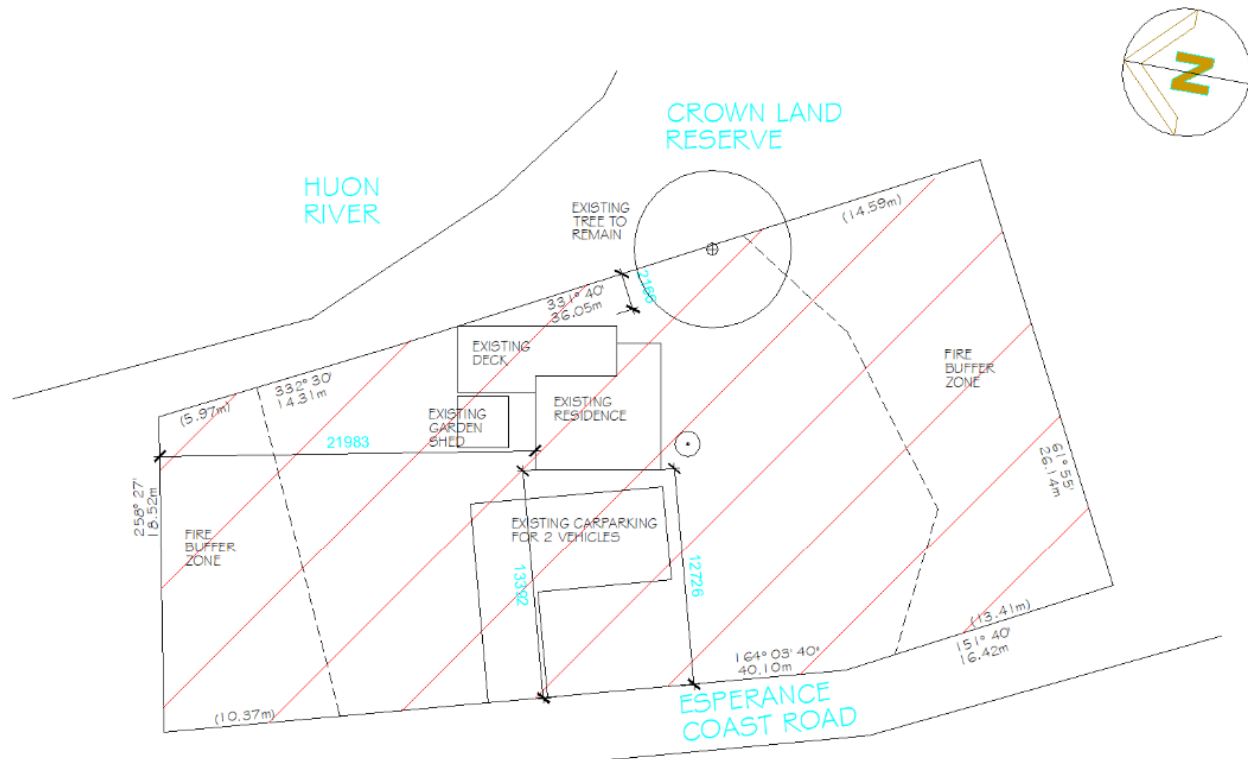 N
CROWN LAND
RESERVE
HUON
RIVER
EXISTING
TREE TO
REMAIN
(14.59m)
2166
331° 40'
36.05m
EXISTING
DECK
FIRE
BUFFER
ZONE
332° 30'
14.31m
(5.97m)
EXISTING
GARDEN
SHED
EXISTING
RESIDENCE
21983
61° 55'
26.14m
258° 27'
18.52m
FIRE
BUFFER
ZONE
EXISTING CARPARKING
FOR 2 VEHICLES
13392
12726
(13.41m)
151° 40'
16.42m
164° 03' 40"
40.10m
(10.37m)
ESPERANCE
COAST ROAD